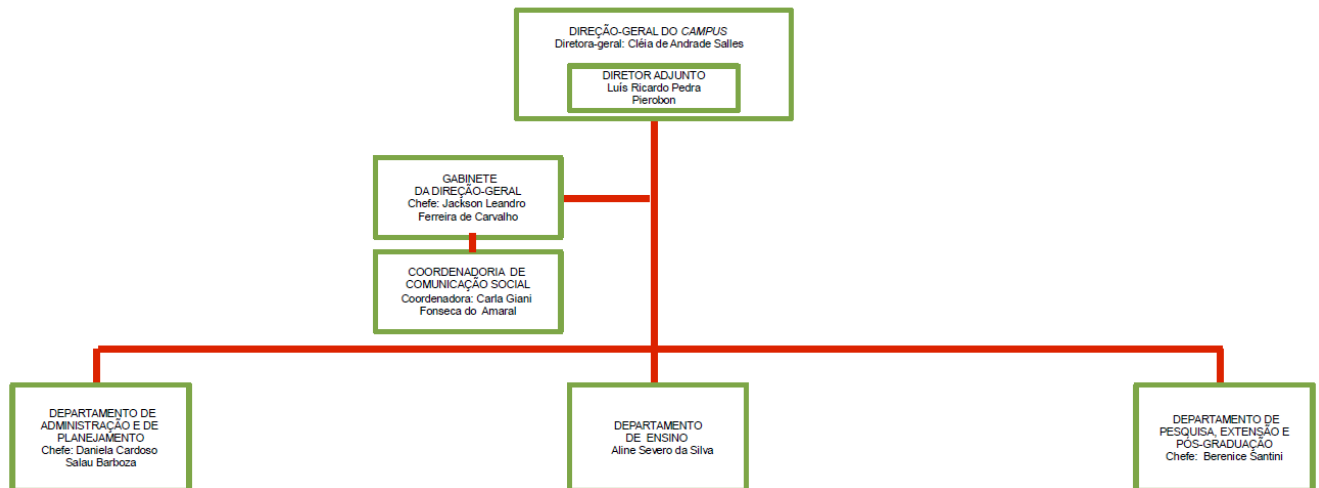 DIREÇÃO-GERAL DO CAMPUS
Diretora-geral: Cléia de Andrade Salles
DIRETOR ADJUNTO
Luís Ricardo Pedra
Pierobon
GABINETE
DA DIREÇÃO-GERAL
Chefe: Jackson Leandro
Ferreira de Carvalho
COORDENADORIA DE
COMUNICAÇÃO SOCIAL
Coordenadora: Carla Giani
Fonseca do Amaral
DEPARTAMENTO DE
ADMINISTRAÇÃO E DE
PLANEJAMENTO
Chefe: Daniela Cardoso
Salau Barboza
DEPARTAMENTO
DE ENSINO
Aline Severo da Silva
DEPARTAMENTO DE
PESQUISA, EXTENSÃO E
PÓS-GRADUAÇÃO
Chefe: Berenice Santini